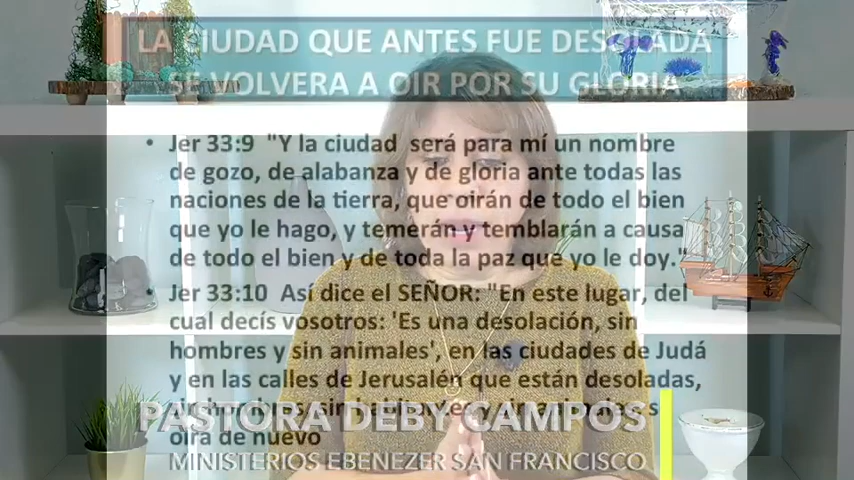 LA CIUDAD QUE ANTES FUE DESOLADA
SE VOLVERA A OIR POR SU GLORIA
• Jer 33:9 "Y la ciudad será para mí un nombre
de gozo, de alabanza y de gloria ante todas las
naciones de la tierra, que oirán de todo el bien
que yo le hago, y temerán y temblarán a causa
de todo el bien y de toda la paz que yo le doy."
• Jer 33:10 Así dice el SEÑOR: "En este lugar, del
cual decís vosotros: 'Es una desolación, sin
hombres y sin animales', en las ciudades de Judá
y en las calles de Jerusalén que están desoladas,
sin
oirá de nuevo
PASTORA DEBY CAMPOS
MINISTERIOS EBENEZER SAN FRANCISCO